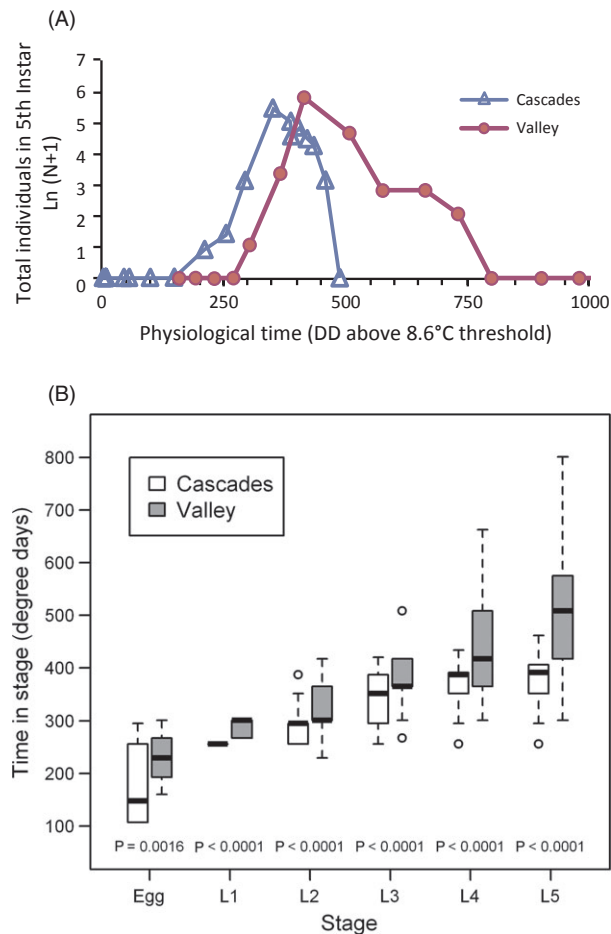 (A)
Total individuals in 5th Instar
Ln (N+1)
7
6
5
4
3
2
1
0
Cascades
Valley
0 250 500 750 1000
Physiological time (DD above 8.6°C threshold)
(B)
Time in stage (degree days)
800
700
600
500
400
300
200
100
Cascades
Valley
P = 0.0016 P < 0.0001 P < 0.0001 P < 0.0001 P < 0.0001 P < 0.0001
Egg L1 L2 L3 L4 L5
Stage